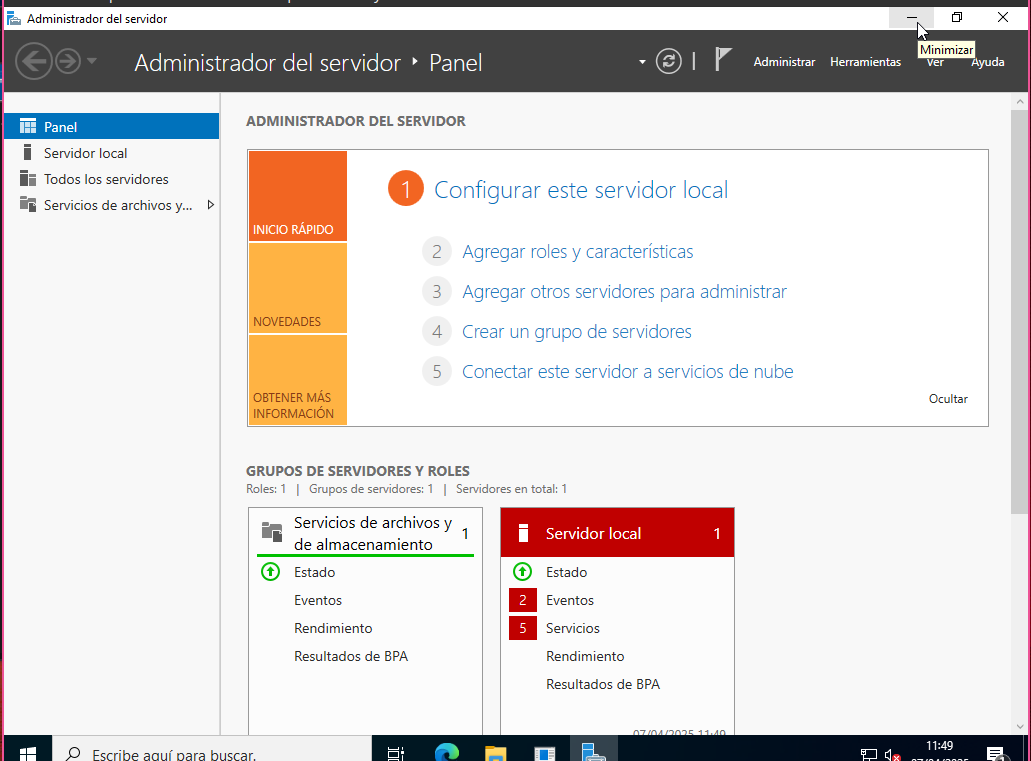 Administrador del servidor
Minimizar
Administrador del servidor ‣ Panel
Administrar Herramientas Ver Ayuda
Panel
Servidor local
Todos los servidores
Servicios de archivos y...
ADMINISTRADOR DEL SERVIDOR
INICIO RÁPIDO
NOVEDADES
OBTENER MÁS
INFORMACIÓN
1 Configurar este servidor local
2 Agregar roles y características
3 Agregar otros servidores para administrar
4 Crear un grupo de servidores
5 Conectar este servidor a servicios de nube
Ocultar
GRUPOS DE SERVIDORES Y ROLES
Roles: 1 | Grupos de servidores: 1 | Servidores en total: 1
Servicios de archivos y
de almacenamiento 1
Estado
Eventos
Rendimiento
Resultados de BPA
Servidor local 1
Estado
2 Eventos
5 Servicios
Rendimiento
Resultados de BPA
07/04/2025 11:49
Escribe aquí para buscar.
11:49
07/04/2025